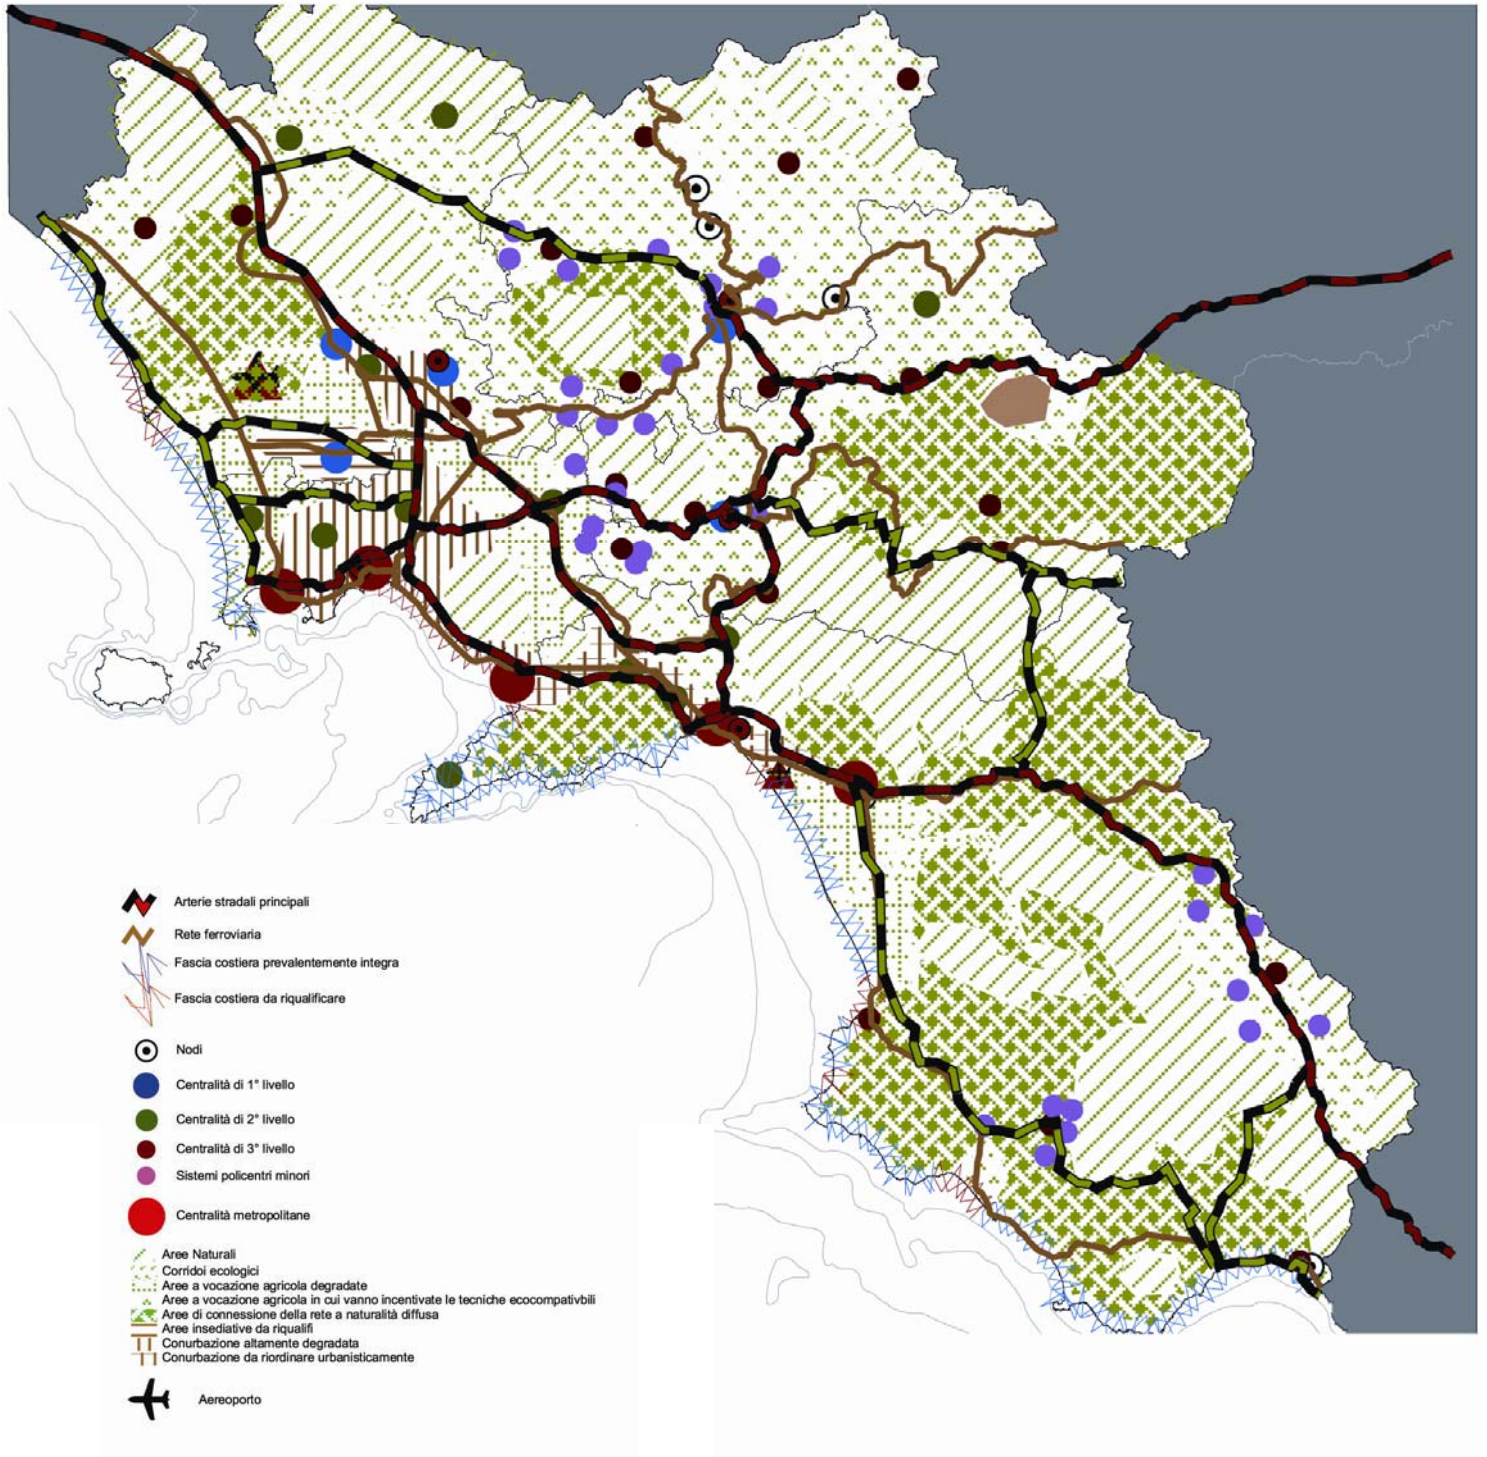 Arterie stradali principali
Rete ferroviaria
Fascia costiera prevalentemente integra
Fascia costiera da riqualificare
Nodi
Centralità di 1° livello
Centralità di 2° livello
Centralità di 3° livello
Sistemi policentri minori
Centralità metropolitane
Aree Naturali
Corridoi ecologici
Aree a vocazione agricola degradate
Aree a vocazione agricola in cui vanno incentivate le tecniche ecocompativbili
Aree di connessione della rete a naturalità diffusa
Aree insediative da riqualifi
Conurbazione altamente degradata
Conurbazione da riordinare urbanisticamente
Aereoporto